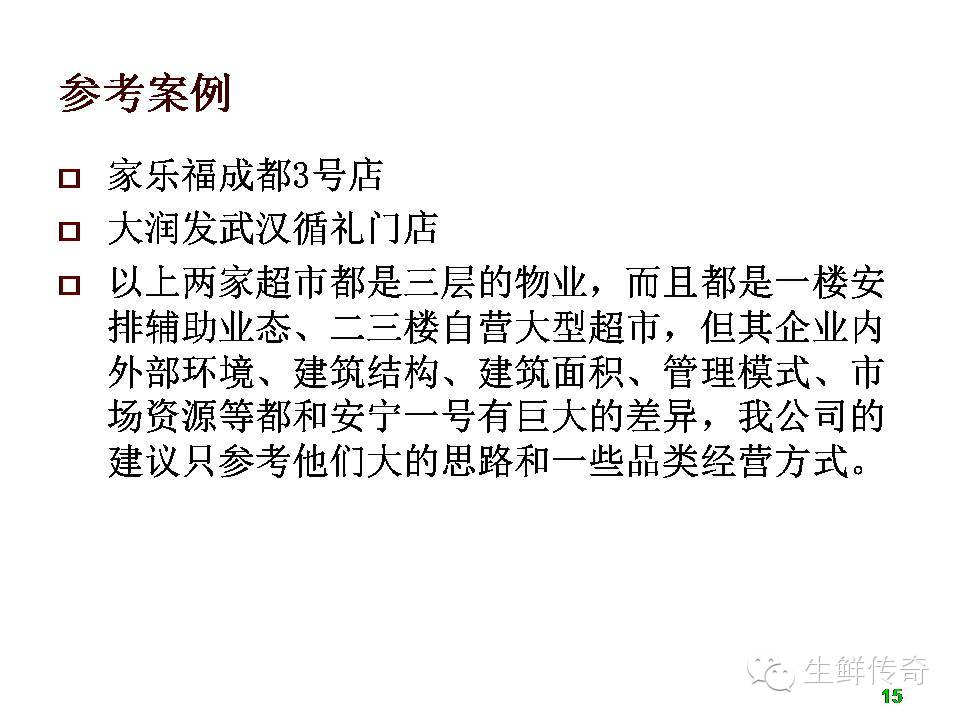 参考案例
家乐福成都3号店
大润发武汉循礼门店
以上两家超市都是三层的物业，而且都是一楼安
排辅助业态、二三楼自营大型超市，但其企业内
外部环境、建筑结构、建筑面积、管理模式、市
场资源等都和安宁一号有巨大的差异，我公司的
建议只参考他们大的思路和一些品类经营方式。
生鲜传奇
15